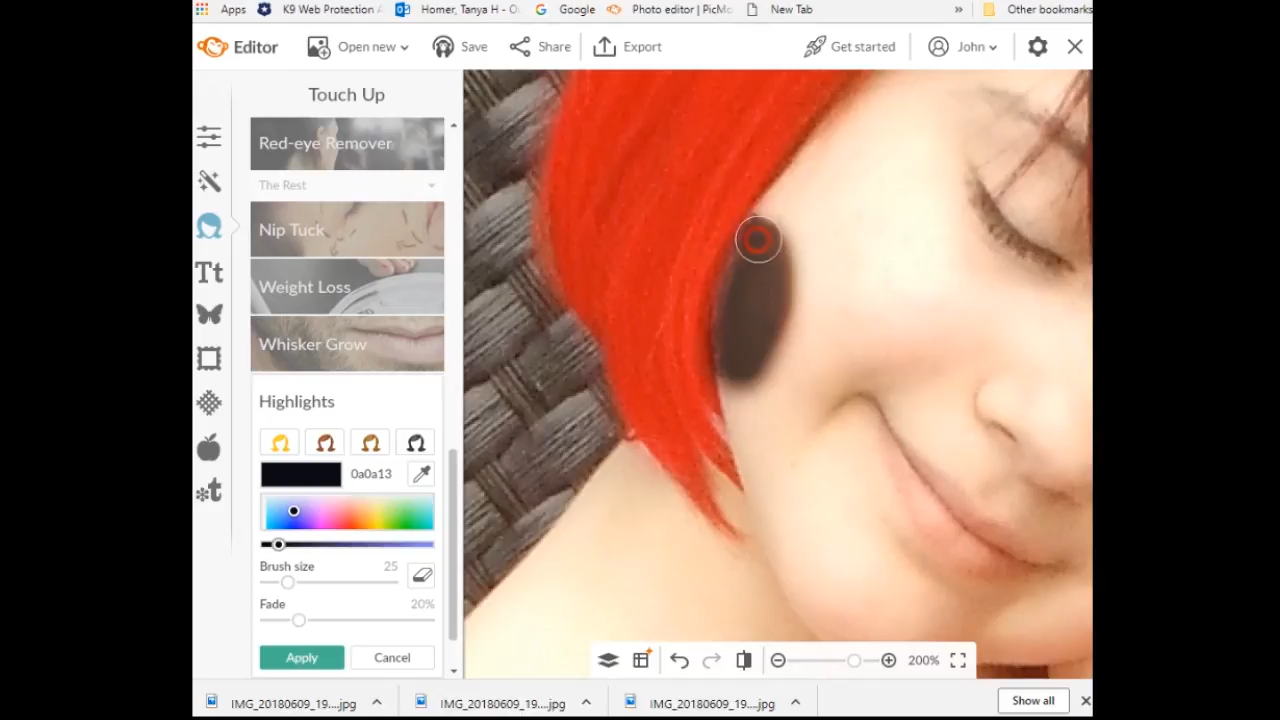 Apps K9 Web Protection A Homer, Tanya H - O Google Photo editor | PicMo New Tab » Other bookmarks
Editor Open new Save Share Export Get started John
Touch Up
Red-eye Remover
The Rest
Nip Tuck
Weight Loss
Whisker Grow
Highlights
0a0a13
Brush size 25
Fade 20%
Apply Cancel
200%
IMG_20180609_19....jpg IMG_20180609_19....jpg IMG_20180609_19....jpg Show all